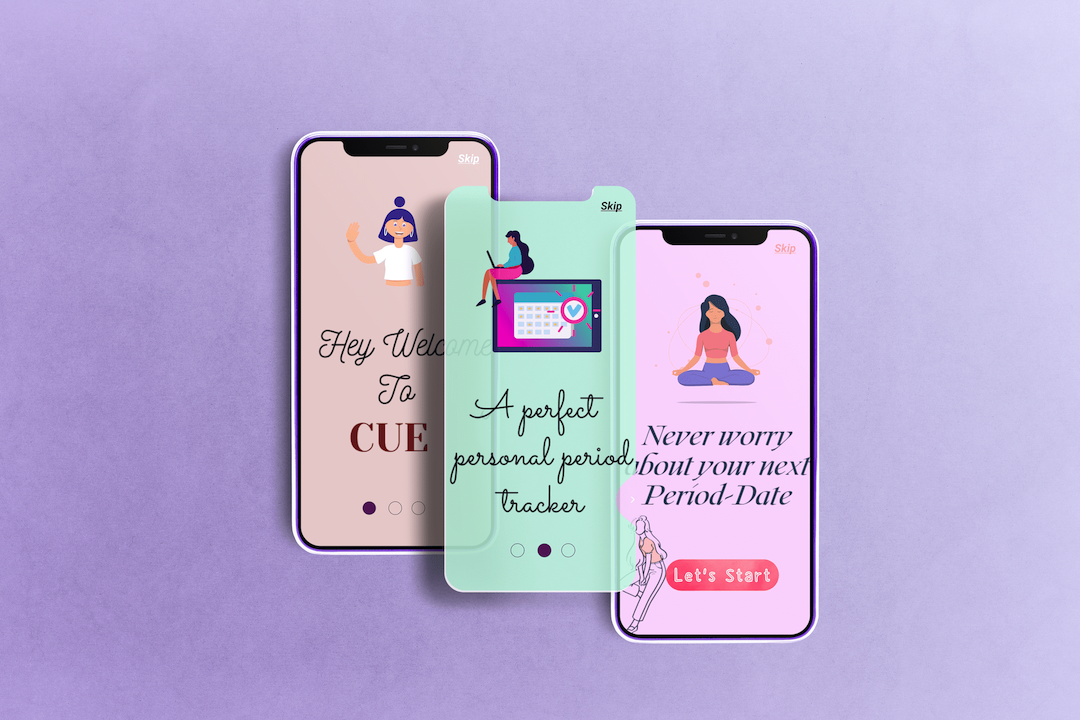 Skip
Hey Welcome
To
CUE
Skip
A perfect
personal period
tracker
Skip
Never worry
about your next
Period-Date
Let's Start